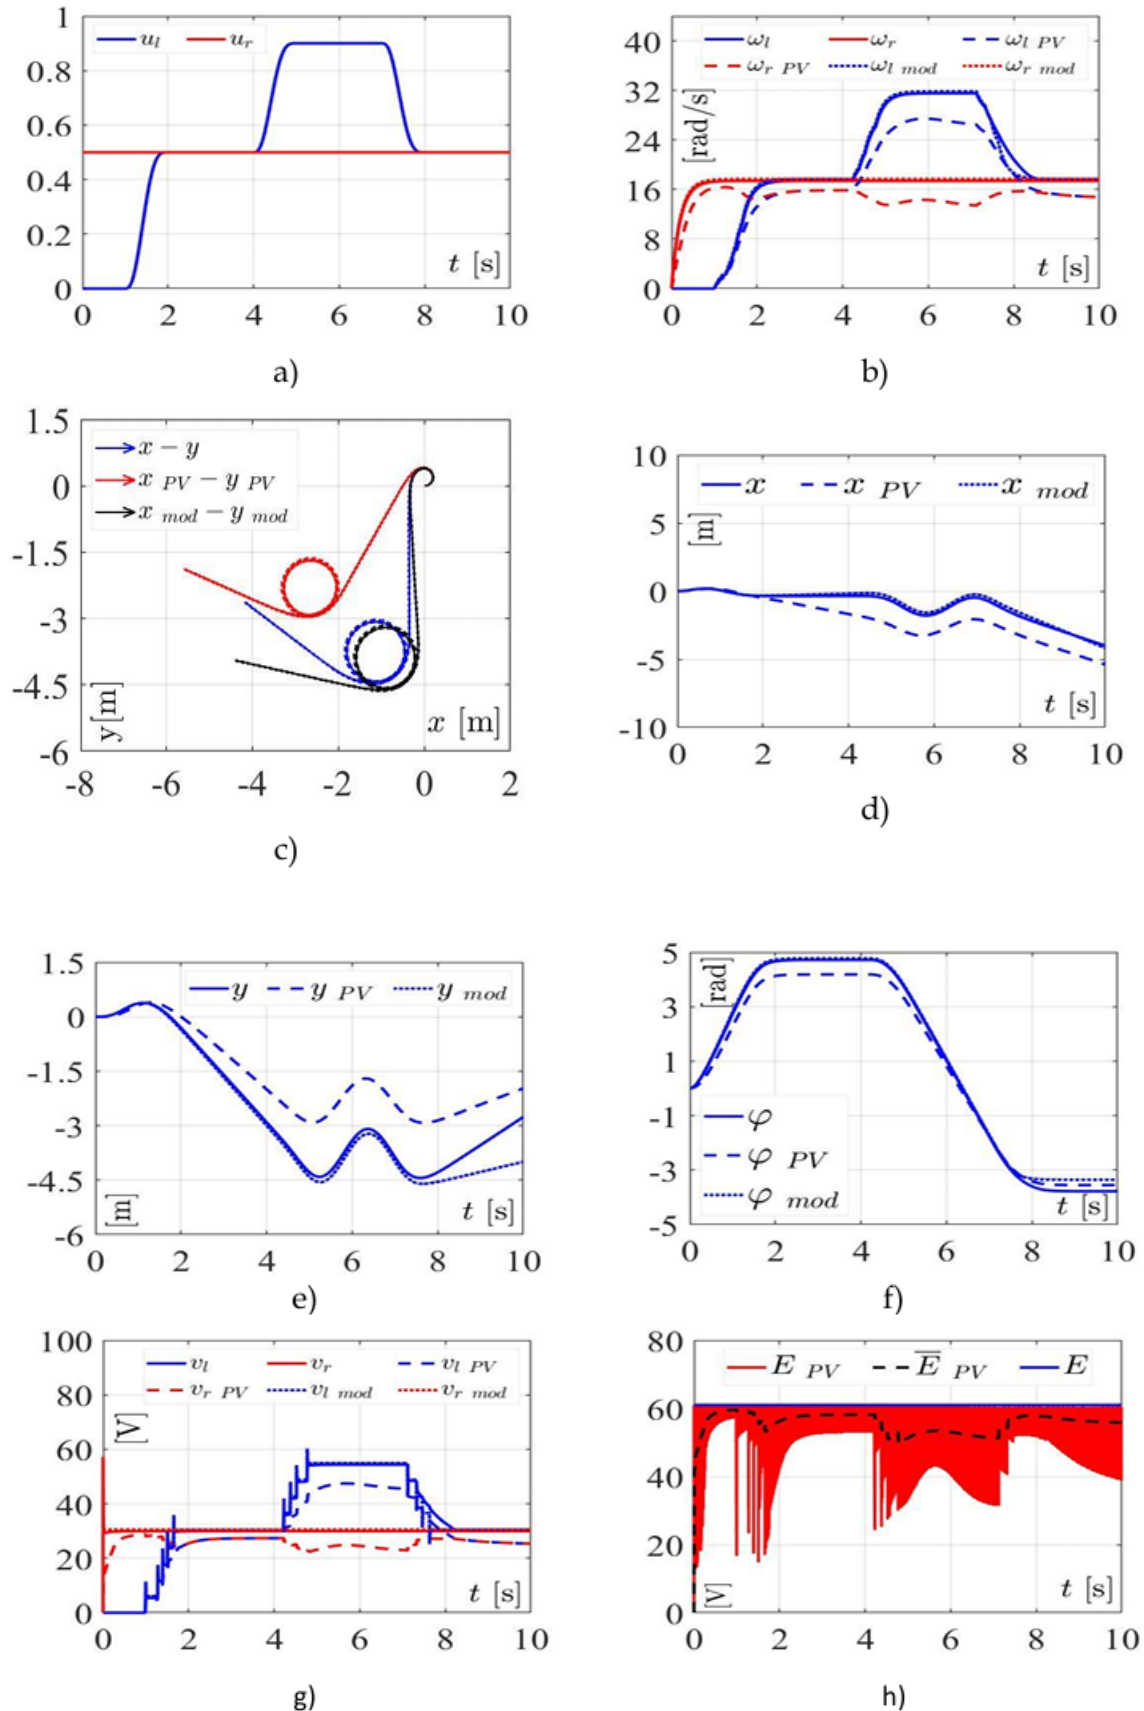 1
0.8
0.6
0.4
0.2
0
0 2 4 6 8 10
u_l u_r
t [s]
a)
40
32
24
16
8
0
0 2 4 6 8 10
ω_l ω_r ω_l PV
ω_r PV ω_l mod ω_r mod
[rad/s]
t [s]
b)
1.5
0
-1.5
-3
-4.5
-6
-8 -6 -4 -2 0 2
x − y
x PV − y PV
x mod − y mod
y[m]
x [m]
c)
10
5
0
-5
-10
0 2 4 6 8 10
x x PV x mod
[m]
t [s]
d)
1.5
0
-1.5
-3
-4.5
-6
0 2 4 6 8 10
y y PV y mod
[m]
t [s]
e)
5
3
1
-1
-3
-5
0 2 4 6 8 10
[rad]
φ
φ PV
φ mod
t [s]
f)
100
80
60
40
20
0
0 2 4 6 8 10
v_l v_r v_l PV
v_r PV v_l mod v_r mod
[V]
t [s]
g)
80
60
40
20
0
0 2 4 6 8 10
E PV E̅ PV E
[V]
t [s]
h)